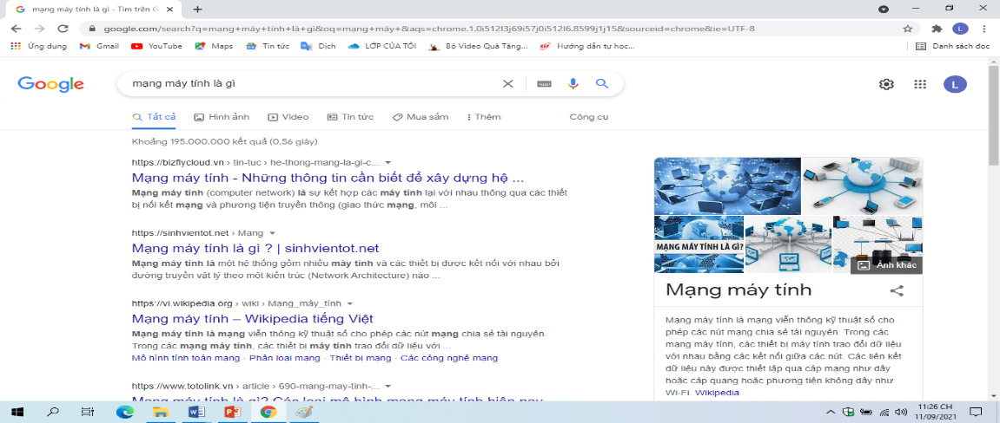 mạng máy tính là gì - Tìm trên G
google.com/search?q=mạng+máy+tính+là+gì&oq=mạng+máy+&aqs=chrome.1.0i512l3j69i57j0i512l6.8599j1j15&sourceid=chrome&ie=UTF-8
Ứng dụng Gmail YouTube Maps Tin tức Dịch LỚP CỦA TÔI Bộ Video Quà Tặng... Hướng dẫn tự học... Danh sách đọc
Google
mạng máy tính là gì
L
Tất cả Hình ảnh Video Tin tức Mua sắm Thêm Công cụ
Khoảng 195.000.000 kết quả (0,56 giây)
https://bizflycloud.vn › tin-tuc › he-thong-mang-la-gi-c...
Mạng máy tính - Những thông tin cần biết để xây dựng hệ ...
Mạng máy tính (computer network) là sự kết hợp các máy tính lại với nhau thông qua các thiết
bị nối kết mạng và phương tiện truyền thông (giao thức mạng, môi ...
https://sinhvientot.net › Mang
Mạng máy tính là gì ? | sinhvientot.net
Mạng máy tính là một hệ thống gồm nhiều máy tính và các thiết bị được kết nối với nhau bởi
đường truyền vật lý theo một kiến trúc (Network Architecture) nào ...
https://vi.wikipedia.org › wiki › Mạng_máy_tính
Mạng máy tính – Wikipedia tiếng Việt
Mạng máy tính là mạng viễn thông kỹ thuật số cho phép các nút mạng chia sẻ tài nguyên.
Trong các mạng máy tính, các thiết bị máy tính trao đổi dữ liệu với ...
Mô hình tính toán mạng · Phân loại mạng · Thiết bị mạng · Các công nghệ mạng
https://www.totolink.vn › article › 690-mang-may-tinh-...
Mạng máy tính là gì? Các loại mô hình mạng máy tính hiện nay
MẠNG MÁY TÍNH LÀ GÌ?
Ảnh khác
Mạng máy tính
Mạng máy tính là mạng viễn thông kỹ thuật số cho
phép các nút mạng chia sẻ tài nguyên. Trong các
mạng máy tính, các thiết bị máy tính trao đổi dữ liệu
với nhau bằng các kết nối giữa các nút. Các liên kết
dữ liệu này được thiết lập qua cáp mạng như dây
hoặc cáp quang hoặc phương tiện không dây như
Wi-Fi. Wikipedia
11:26 CH
11/09/2021